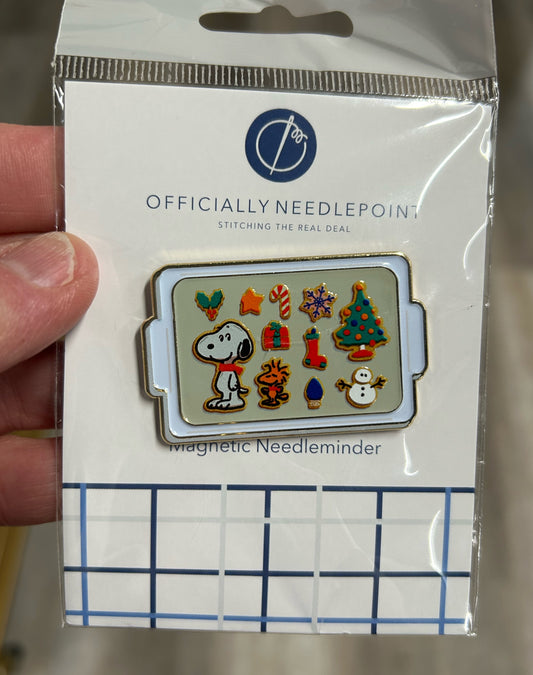 OFFICIALLY NEEDLEPOINT
STITCHING THE REAL DEAL
Magnetic Needleminder